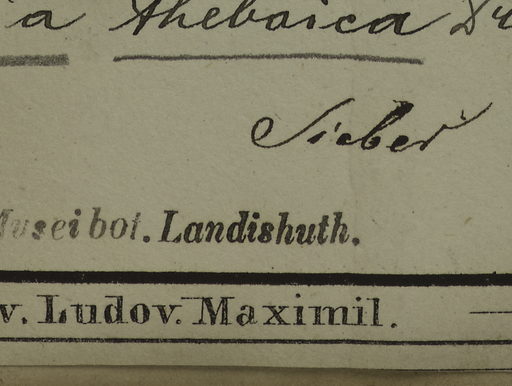 a thebaica
Sieber
Musei bot. Landishuth.
v. Ludov. Maximil.